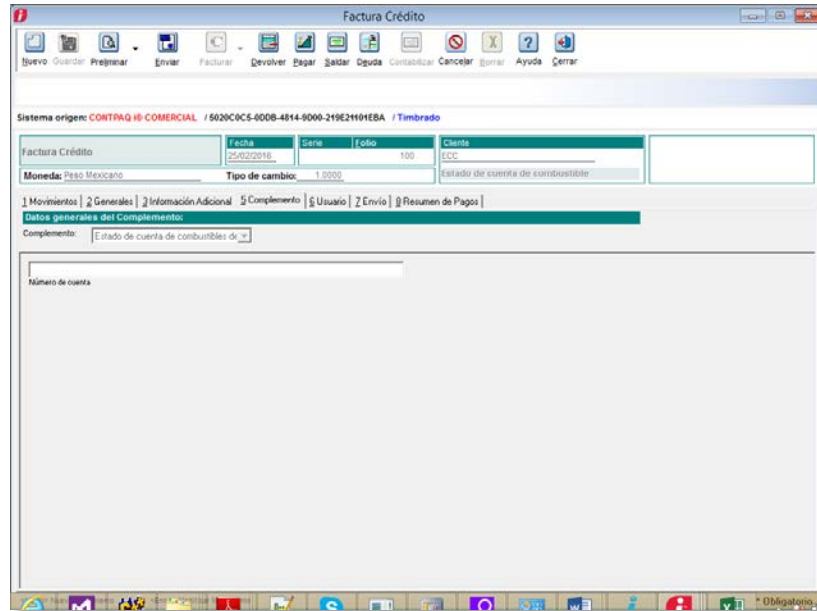 Factura Crédito
Nuevo Guardar Preliminar Enviar Facturar Devolver Pagar Saldar Deuda Contabilizar Cancelar Borrar Ayuda Cerrar
Sistema origen: CONTPAQ i® COMERCIAL / 5020C0C5-0DDB-4814-9D00-219E21101EBA / Timbrado
Factura Crédito
Fecha Serie Folio Cliente
25/02/2016 100 ECC
Moneda: Peso Mexicano Tipo de cambio: 1.0000 Estado de cuenta de combustible
1 Movimientos 2 Generales 3 Información Adicional 5 Complemento 6 Usuario 7 Envío 9 Resumen de Pagos
Datos generales del Complemento:
Complemento: Estado de cuenta de combustibles de
Número de cuenta
* Obligatorio